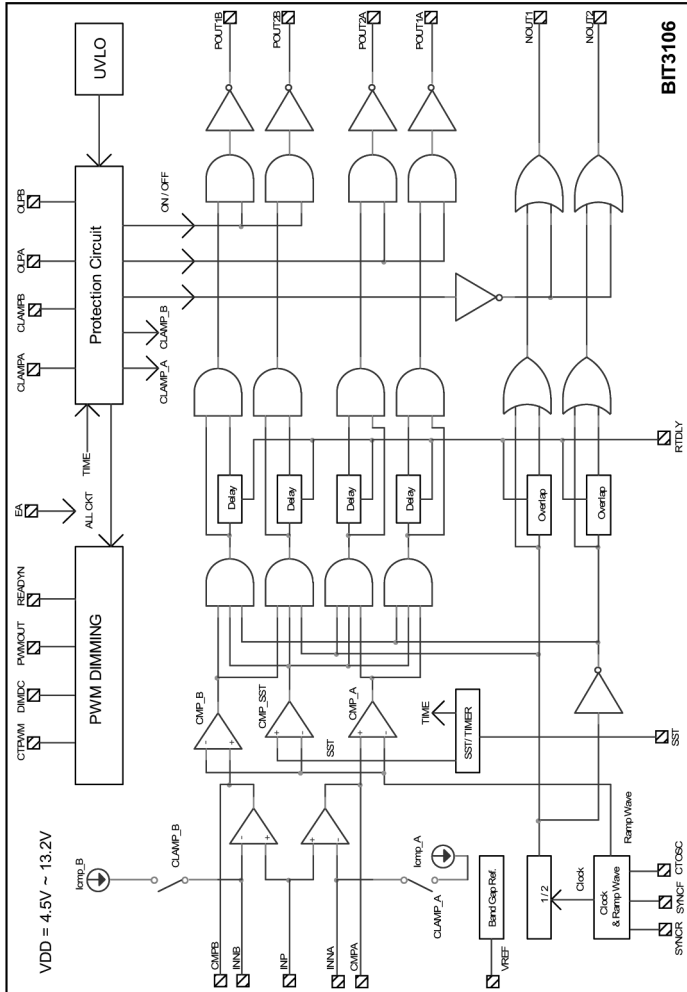 VDD = 4.5V ~ 13.2V
CTPWM
DIMDC
PWMOUT
READYN
EA
CLAMPA
CLAMPB
OLPA
OLPB
PWM DIMMING
ALL CKT
TIME
Protection Circuit
UVLO
CLAMP_A
CLAMP_B
ON / OFF
Icmp_B
CLAMP_B
CMPB
INNB
INP
INNA
CMPA
CLAMP_A
Icmp_A
CMP_B
CMP_SST
CMP_A
SST
TIME
SST/ TIMER
Delay
Delay
Delay
Delay
Overlap
Overlap
POUT1B
POUT2B
POUT2A
POUT1A
NOUT1
NOUT2
VREF
Band Gap Ref.
1 / 2
Clock
Clock
& Ramp Wave
Ramp Wave
SYNCR
SYNCF
CTOSC
SST
RTDLY
BIT3106